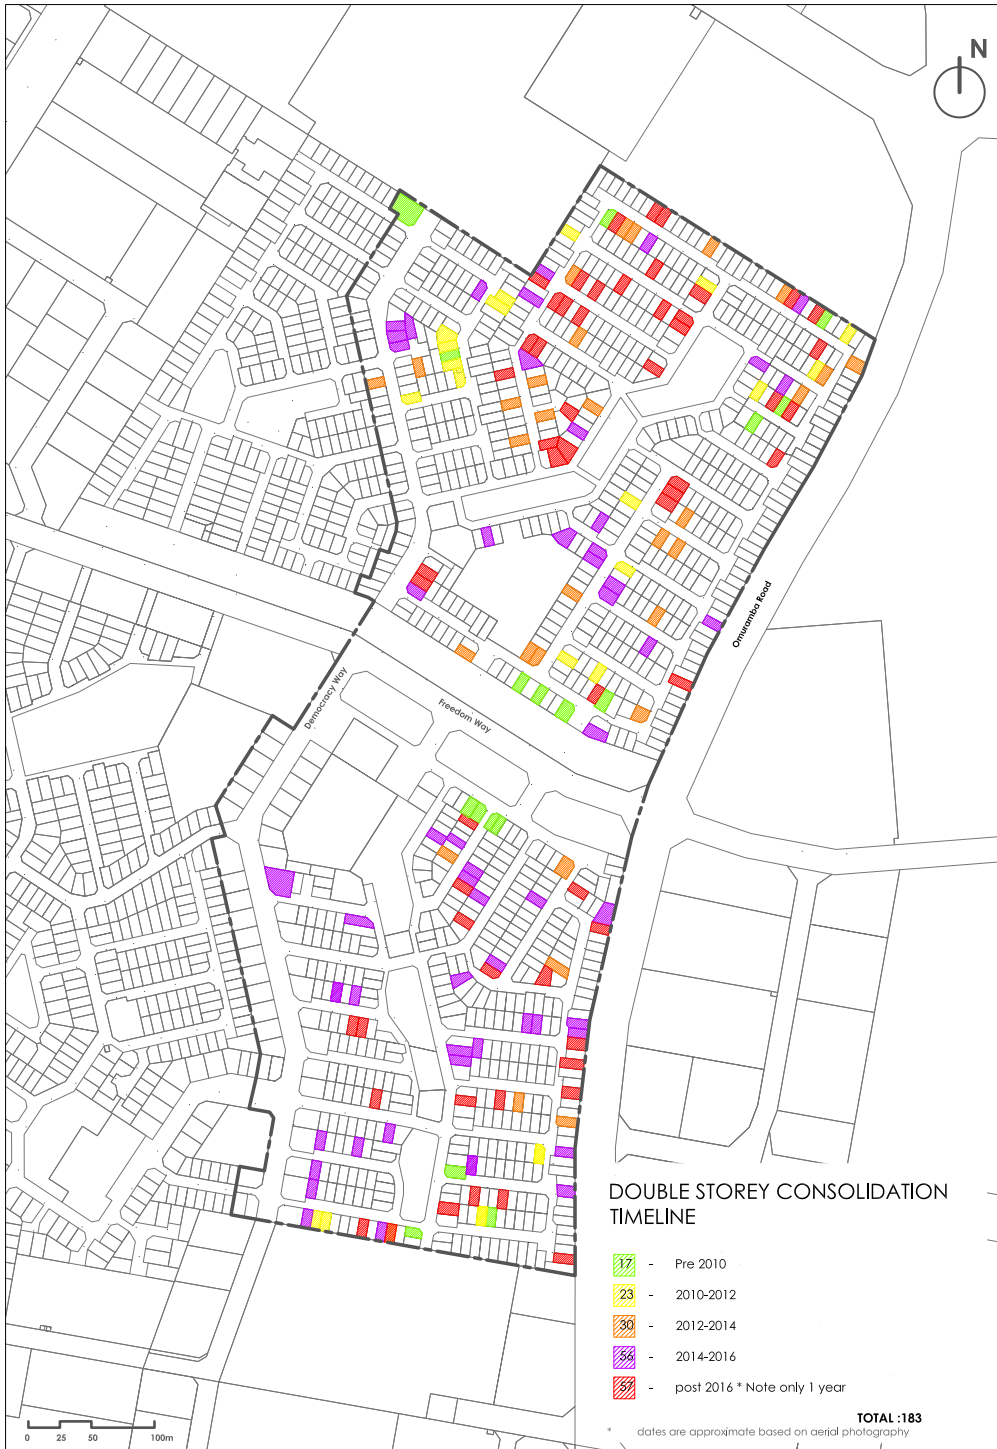 N
Omuramba Road
Democracy Way
Freedom Way
DOUBLE STOREY CONSOLIDATION
TIMELINE
17 - Pre 2010
23 - 2010-2012
30 - 2012-2014
56 - 2014-2016
57 - post 2016 * Note only 1 year
TOTAL :183
* dates are approximate based on aerial photography
0 25 50 100m